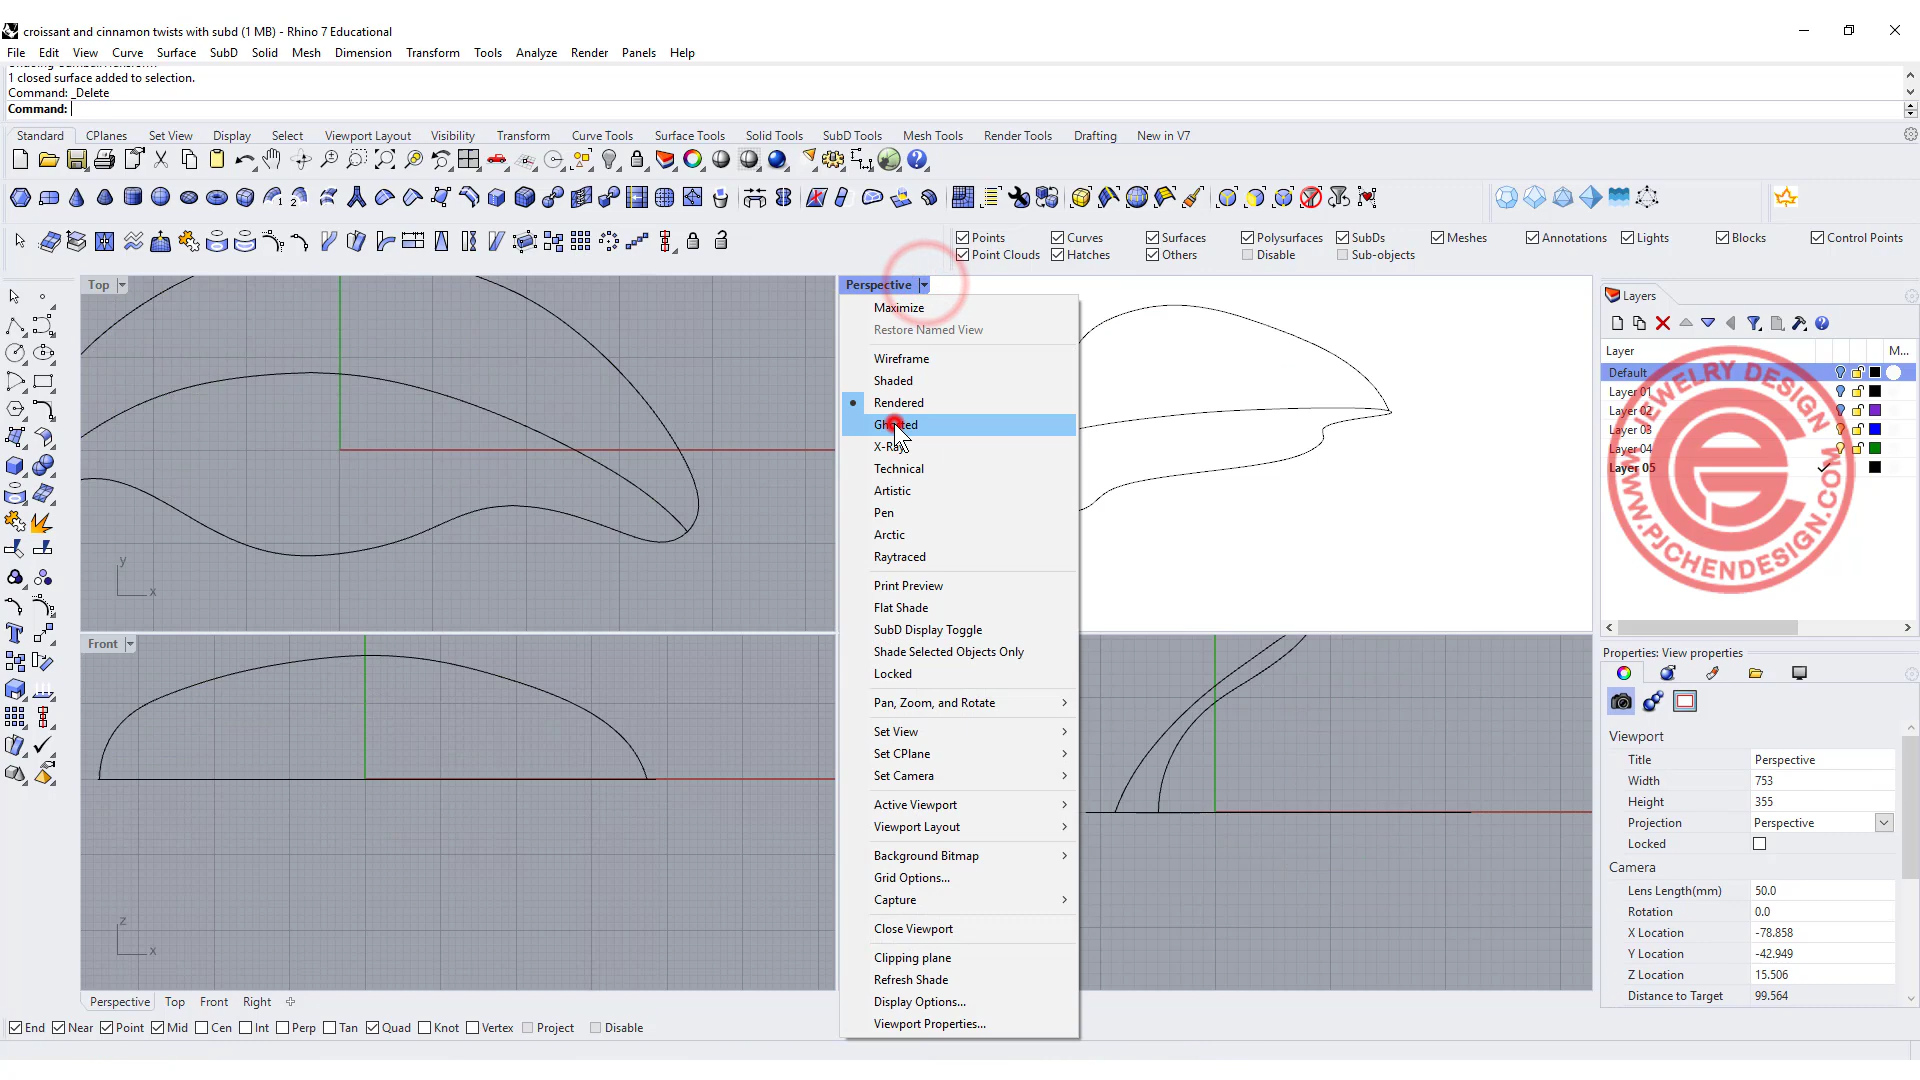 croissant and cinnamon twists with subd (1 MB) - Rhino 7 Educational
File Edit View Curve Surface SubD Solid Mesh Dimension Transform Tools Analyze Render Panels Help
1 closed surface added to selection.
Command: _Delete
Command:
Standard CPlanes Set View Display Select Viewport Layout Visibility Transform Curve Tools Surface Tools Solid Tools SubD Tools Mesh Tools Render Tools Drafting New in V7
Points Curves Surfaces Polysurfaces SubDs Meshes Annotations Lights Blocks Control Points
Point Clouds Hatches Others Disable Sub-objects
Top
Perspective
Maximize
Restore Named View
Wireframe
Shaded
Rendered
Ghosted
X-Ray
Technical
Artistic
Pen
Arctic
Raytraced
Print Preview
Flat Shade
SubD Display Toggle
Shade Selected Objects Only
Locked
Pan, Zoom, and Rotate
Set View
Set CPlane
Set Camera
Active Viewport
Viewport Layout
Background Bitmap
Grid Options...
Capture
Close Viewport
Clipping plane
Refresh Shade
Display Options...
Viewport Properties...
y
x
Front
z
x
Layers
Layer M...
Default
Layer 01
Layer 02
Layer 03
Layer 04
Layer 05
JEWELRY DESIGN
WWW.PJCHENDESIGN.COM
Properties: View properties
Viewport
Title Perspective
Width 753
Height 355
Projection Perspective
Locked
Camera
Lens Length(mm) 50.0
Rotation 0.0
X Location -78.858
Y Location -42.949
Z Location 15.506
Distance to Target 99.564
Perspective Top Front Right
End Near Point Mid Cen Int Perp Tan Quad Knot Vertex Project Disable